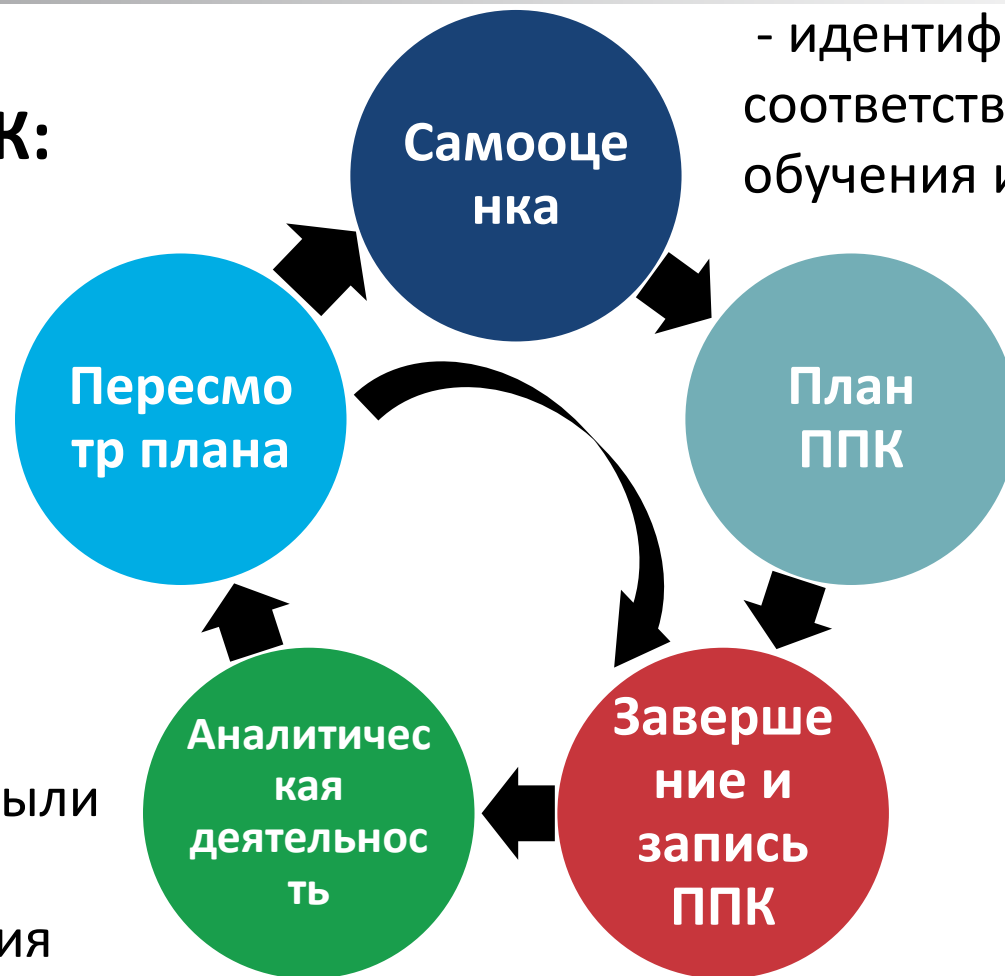 - идентиф
соответств
обучения и
К:
Самооце
нка
План
ППК
Пересмо
тр плана
Заверше
ние и
запись
ППК
Аналитичес
кая
деятельнос
ть
ыли
ия